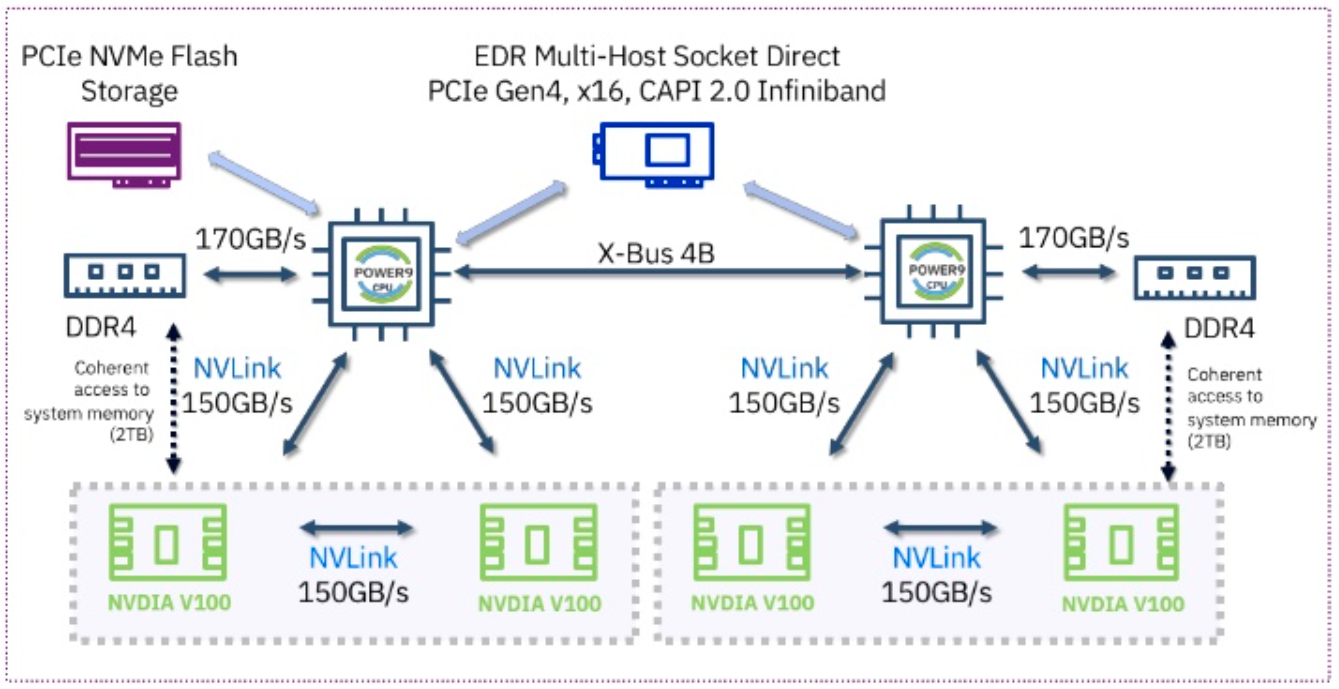 PCIe NVMe Flash
Storage
EDR Multi-Host Socket Direct
PCIe Gen4, x16, CAPI 2.0 Infiniband
170GB/s
POWER9
CPU
X-Bus 4B
POWER9
CPU
170GB/s
DDR4
DDR4
Coherent
access to
system memory
(2TB)
NVLink
150GB/s
NVLink
150GB/s
NVLink
150GB/s
NVLink
150GB/s
Coherent
access to
system memory
(2TB)
NVLink
150GB/s
NVDIA V100
NVDIA V100
NVLink
150GB/s
NVDIA V100
NVDIA V100